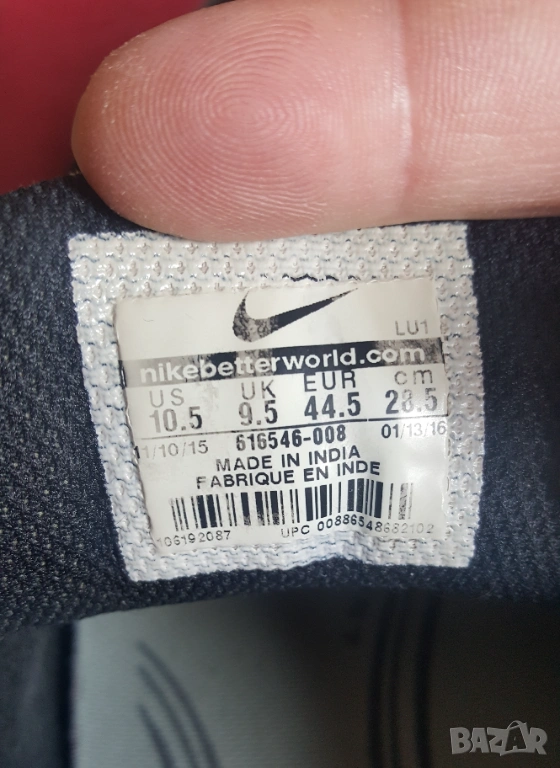 LU1
nikebetterworld.com
US UK EUR cm
10.5 9.5 44.5 28.5
11/10/15 616546-008 01/13/16
MADE IN INDIA
FABRIQUE EN INDE
106192087 UPC 00886548682102
BAZAR